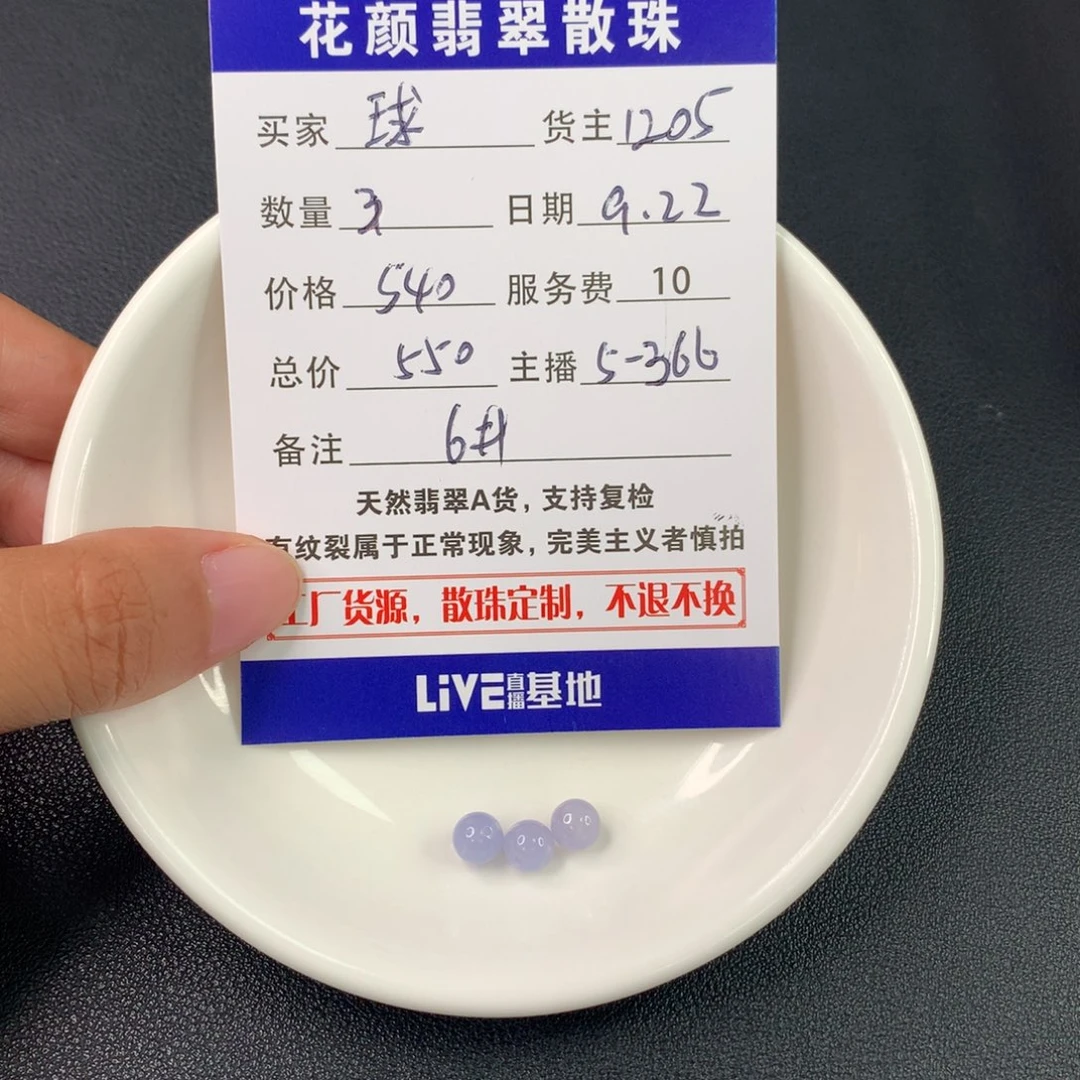 花颜翡翠散珠
买家 球 货主 1205
数量 3 日期 9.22
价格 540 服务费 10
总价 550 主播 5-366
备注 6#
天然翡翠A货，支持复检
有纹裂属于正常现象，完美主义者慎拍
工厂货源，散珠定制，不退不换
LiVE直播基地